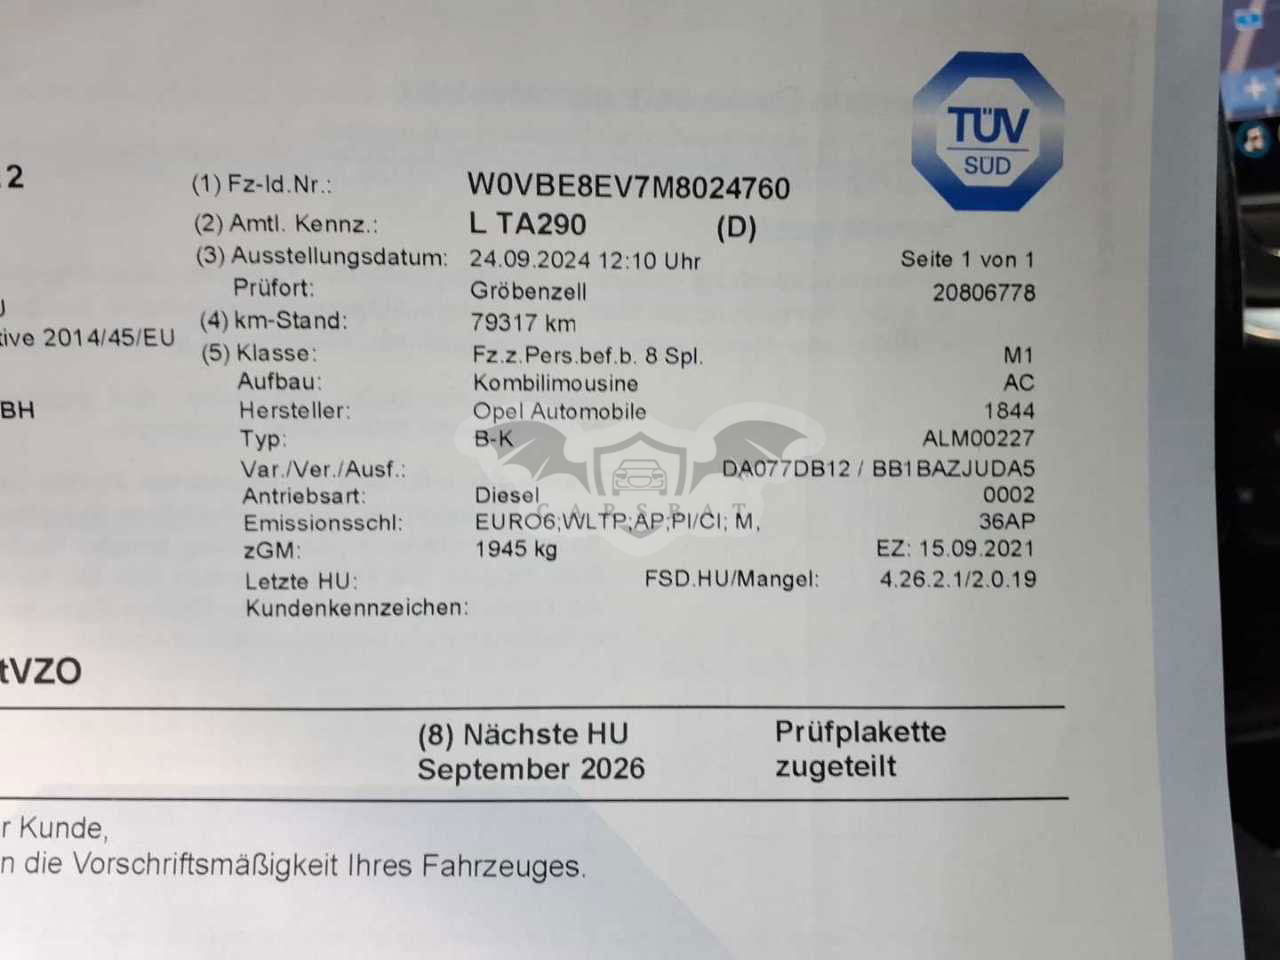 TÜV
SÜD
.2
(1) Fz-Id.Nr.: W0VBE8EV7M8024760
(2) Amtl. Kennz.: L TA290 (D)
(3) Ausstellungsdatum: 24.09.2024 12:10 Uhr Seite 1 von 1
Prüfort: Gröbenzell 20806778
(4) km-Stand: 79317 km
tive 2014/45/EU
(5) Klasse: Fz.z.Pers.bef.b. 8 Spl. M1
Aufbau: Kombilimousine AC
BH
Hersteller: Opel Automobile 1844
Typ: B-K ALM00227
Var./Ver./Ausf.: DA077DB12 / BB1BAZJUDA5
Antriebsart: Diesel 0002
CARSBAT
Emissionsschl: EURO6;WLTP;AP;PI/CI; M, 36AP
zGM: 1945 kg EZ: 15.09.2021
Letzte HU: FSD.HU/Mangel: 4.26.2.1/2.0.19
Kundenkennzeichen:
tVZO
(8) Nächste HU Prüfplakette
September 2026 zugeteilt
r Kunde,
n die Vorschriftsmäßigkeit Ihres Fahrzeuges.